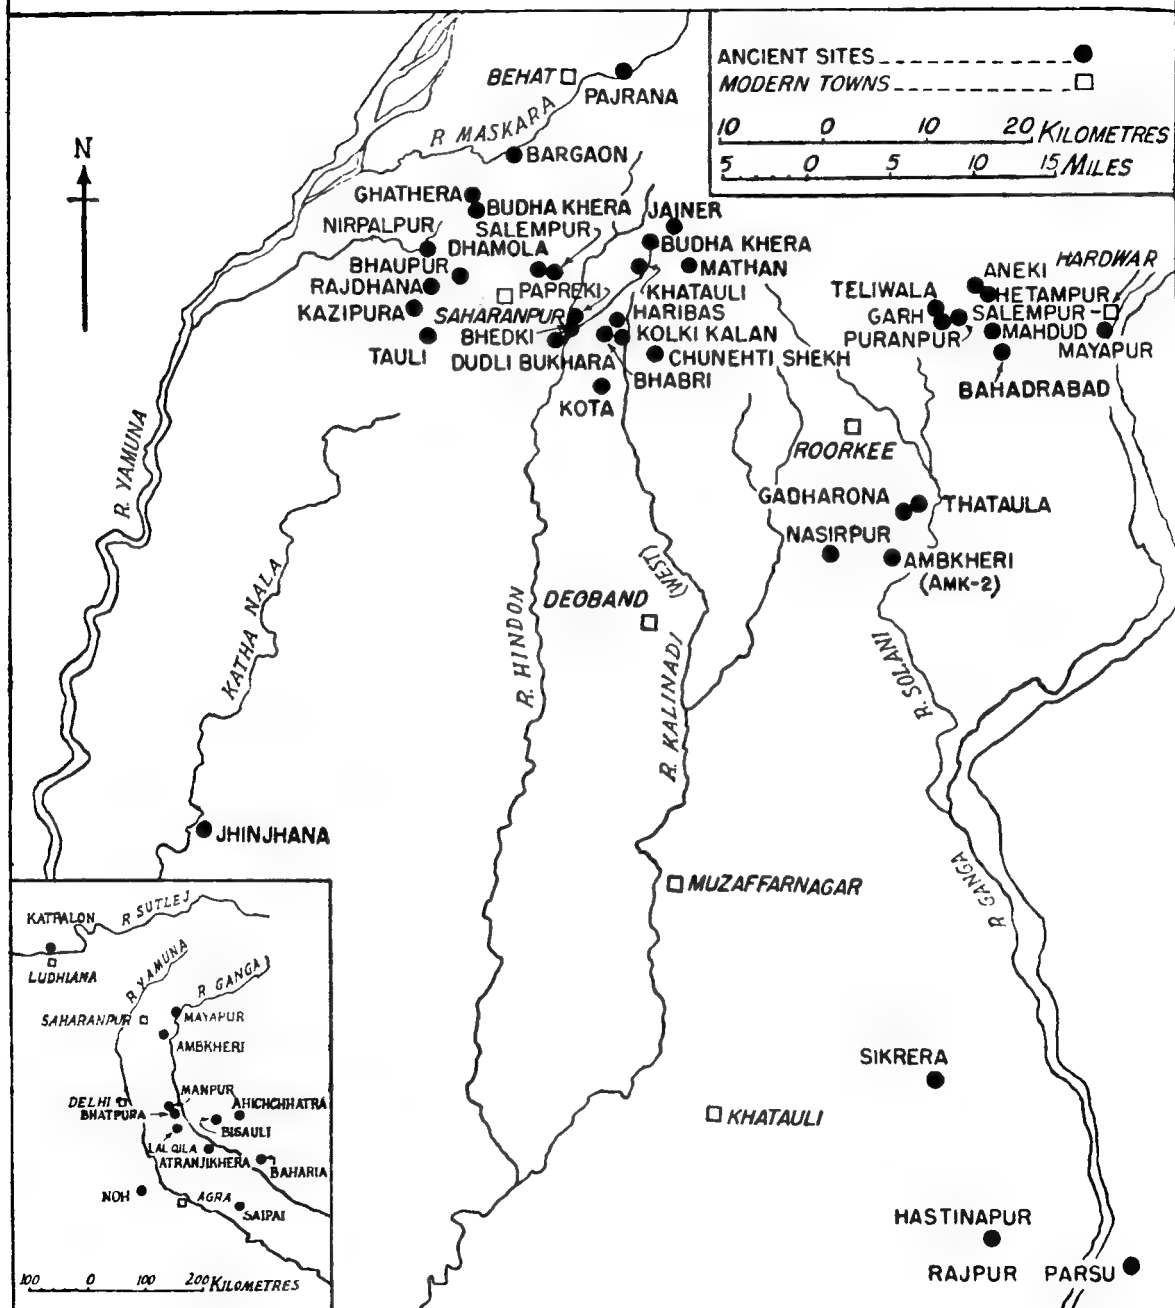 ANCIENT SITES
MODERN TOWNS
10 0 10 20 KILOMETRES
5 0 5 10 15 MILES
N
BEHAT
PAJRANA
R MASKARA
BARGAON
GHATHERA
BUDHA KHERA
SALEMPUR
JAINER
NIRPALPUR
DHAMOLA
BUDHA KHERA
BHAUPUR
MATHAN
HARDWAR
ANEKI
RAJDHANA
PAPREKI
KHATAULI
TELIWALA
HETAMPUR
KAZIPURA
SAHARANPUR
HARIBAS
GARH
SALEMPUR
BHEDKI
KOLKI KALAN
PURANPUR
MAHDUD
TAULI
DUDLI BUKHARA
CHUNEHTI SHEKH
MAYAPUR
BHABRI
BAHADRABAD
KOTA
R. YAMUNA
ROORKEE
GADHARONA
THATAULA
NASIRPUR
AMBKHERI
(AMK-2)
KATHA NALA
R. HINDON
DEOBAND
(WEST)
R. KALINADI
R. SOLANI
JHINJHANA
MUZAFFARNAGAR
R GANGA
SIKRERA
KHATAULI
HASTINAPUR
RAJPUR PARSU
KATPALON
R SUTLEJ
LUDHIANA
R YAMUNA
R GANGA
SAHARANPUR
MAYAPUR
AMBKHERI
DELHI
MANPUR
BHATPURA
AHICHCHHATRA
BISAULI
LAL QILA
ATRANJIKHERA
BAHARIA
NOH
AGRA
SAIPAI
100 0 100 200 KILOMETRES